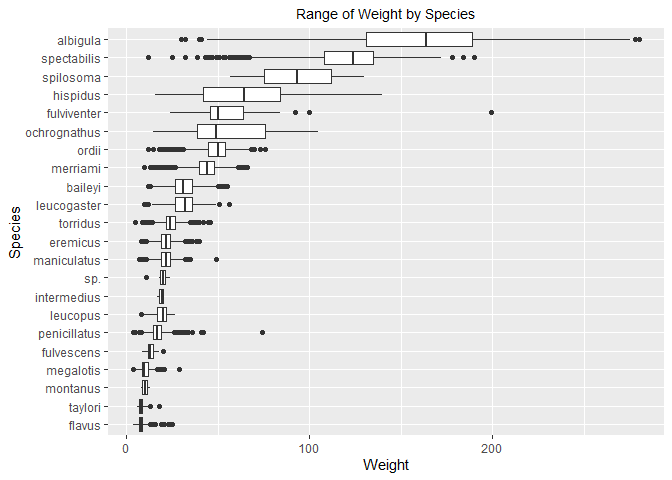 Range of Weight by Species
albigula
spectabilis
spilosoma
hispidus
fulviventer
ochrognathus
ordii
merriami
baileyi
leucogaster
torridus
eremicus
maniculatus
sp.
intermedius
leucopus
penicillatus
fulvescens
megalotis
montanus
taylori
flavus
Species
0 100 200
Weight